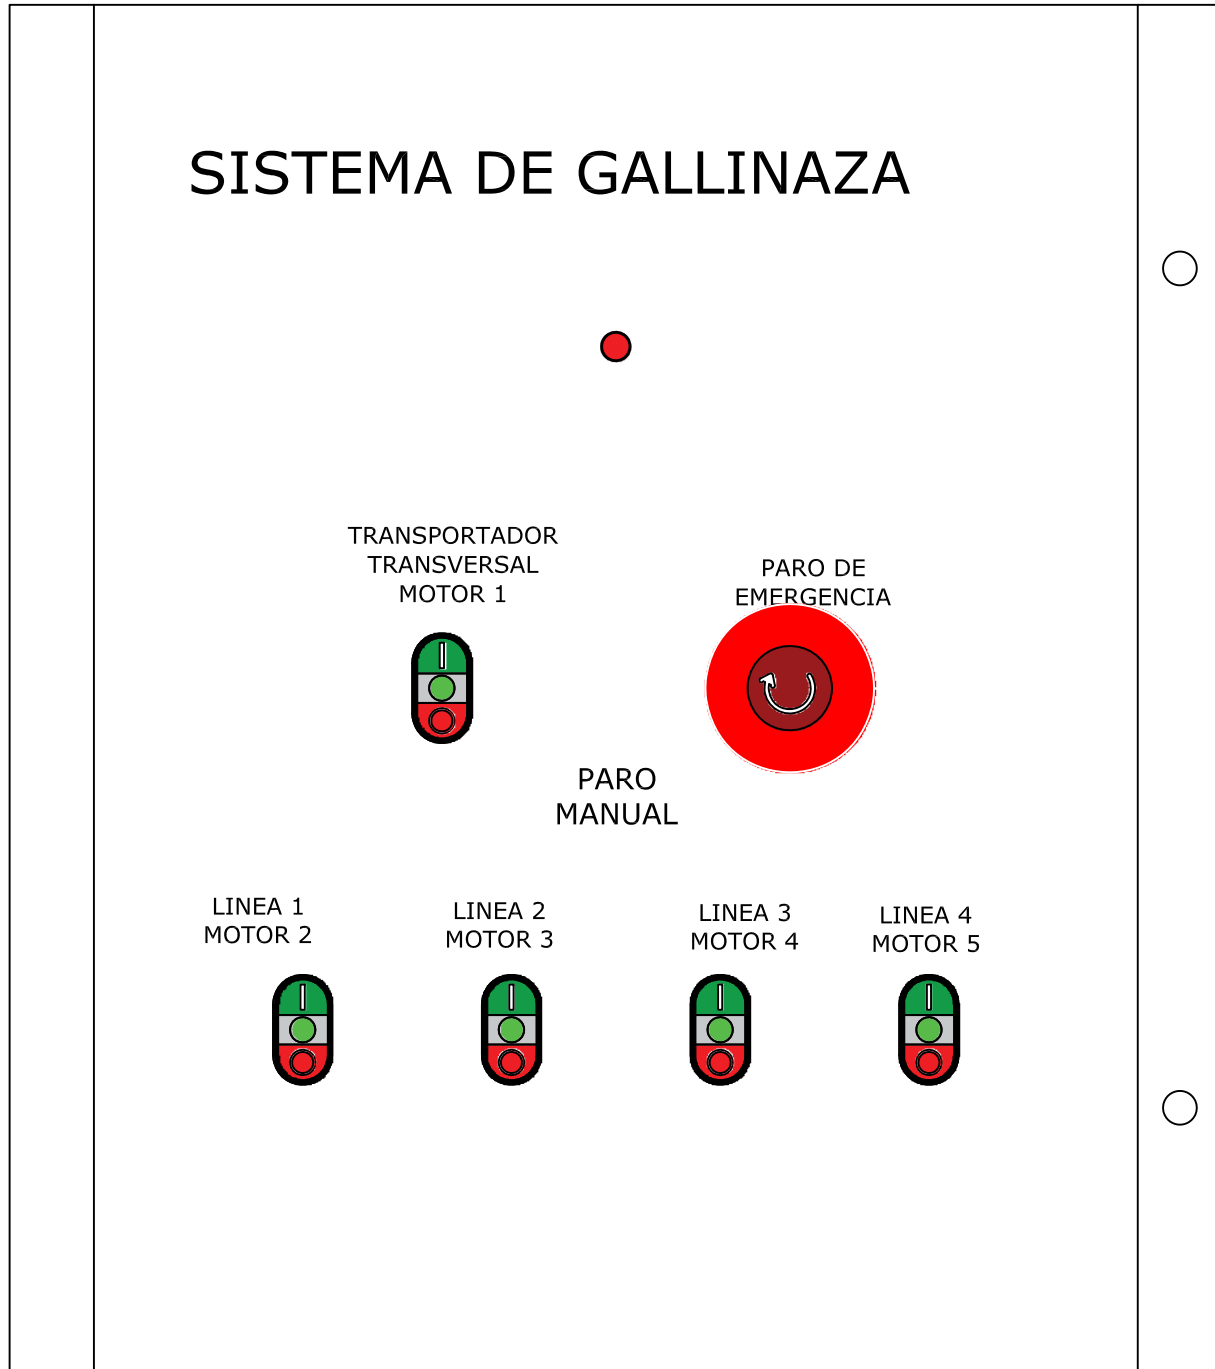 SISTEMA DE GALLINAZA
TRANSPORTADOR
TRANSVERSAL
MOTOR 1
PARO DE
EMERGENCIA
PARO
MANUAL
LINEA 1
MOTOR 2
LINEA 2
MOTOR 3
LINEA 3
MOTOR 4
LINEA 4
MOTOR 5